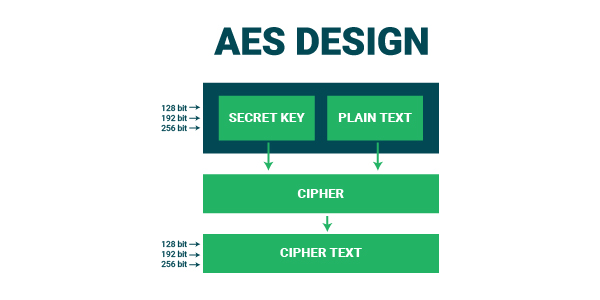 AES DESIGN
128 bit
192 bit
256 bit
SECRET KEY
PLAIN TEXT
CIPHER
128 bit
192 bit
256 bit
CIPHER TEXT